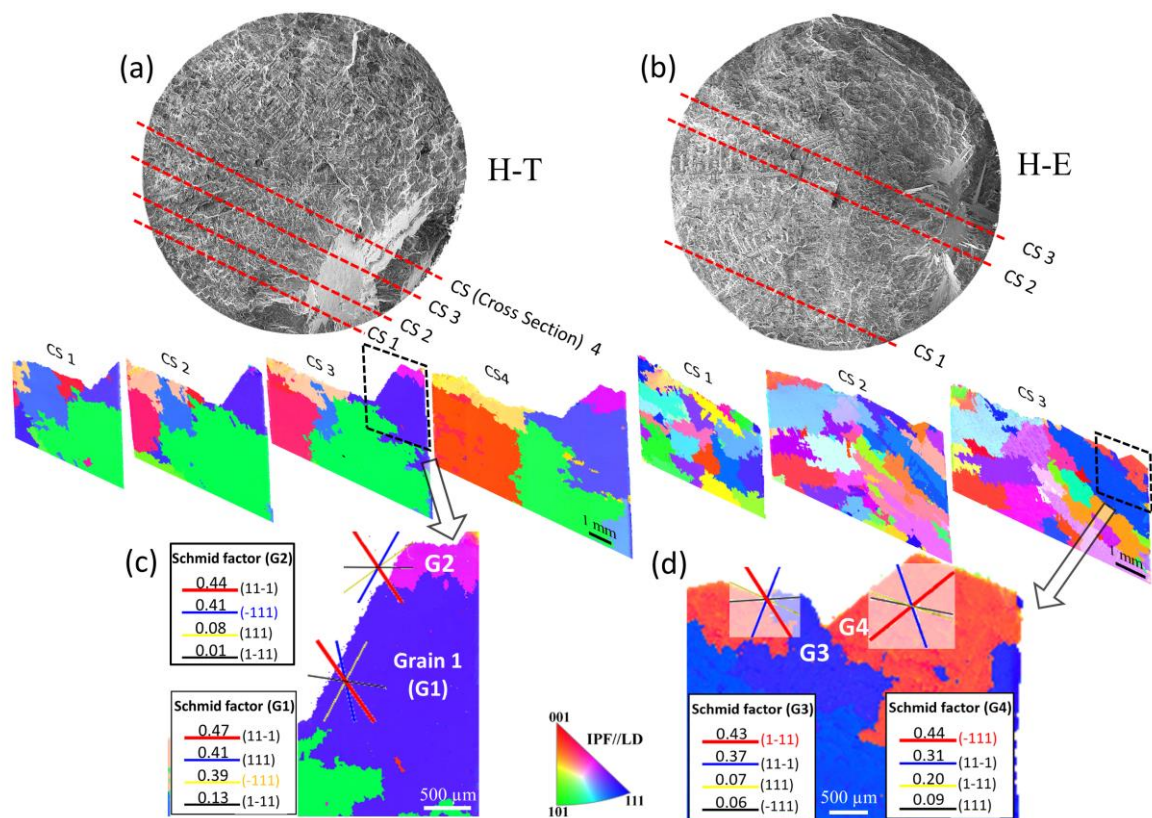 (a)
H-T
CS (Cross Section) 4
CS 3
CS 2
CS 1
(b)
H-E
CS 3
CS 2
CS 1
CS 1
CS 2
CS 3
CS4
1 mm
CS 1
CS 2
CS 3
1 mm
(c)
Schmid factor (G2)
0.44 (11-1)
0.41 (-111)
0.08 (111)
0.01 (1-11)
Schmid factor (G1)
0.47 (11-1)
0.41 (111)
0.39 (-111)
0.13 (1-11)
G2
Grain 1
(G1)
500 µm
001
IPF//LD
101
111
(d)
G4
G3
Schmid factor (G3)
0.43 (1-11)
0.37 (11-1)
0.07 (111)
0.06 (-111)
500 µm
Schmid factor (G4)
0.44 (-111)
0.31 (11-1)
0.20 (1-11)
0.09 (111)